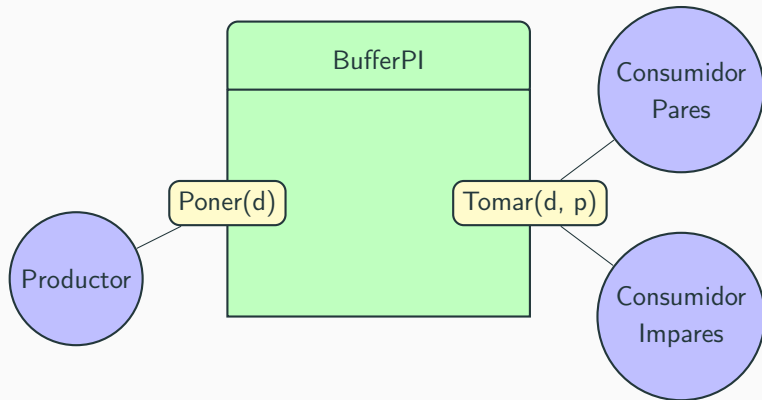 BufferPI
Consumidor
Pares
Poner(d)
Tomar(d, p)
Productor
Consumidor
Impares